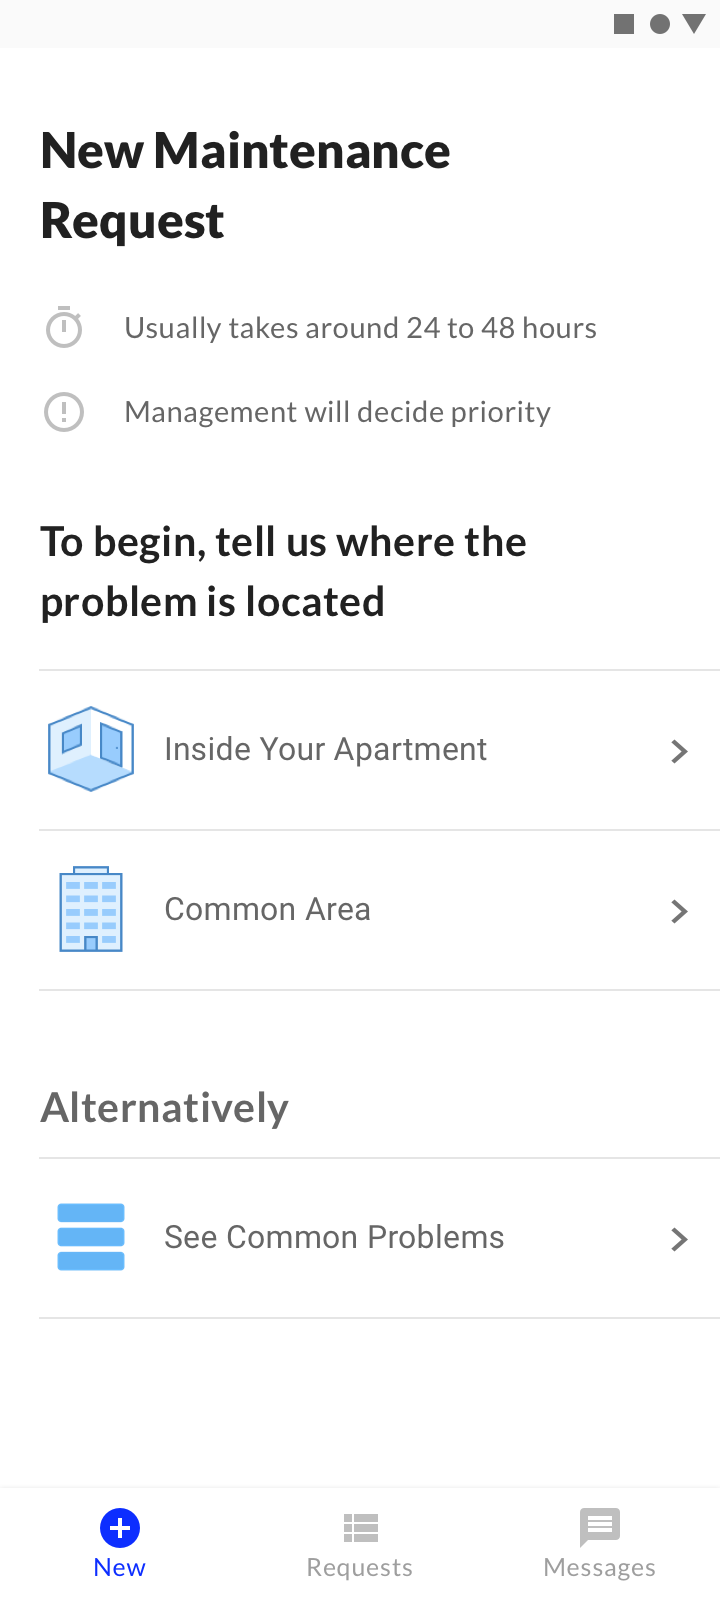 New Maintenance
Request
Usually takes around 24 to 48 hours
Management will decide priority
To begin, tell us where the
problem is located
Inside Your Apartment
Common Area
Alternatively
See Common Problems
New
Requests
Messages